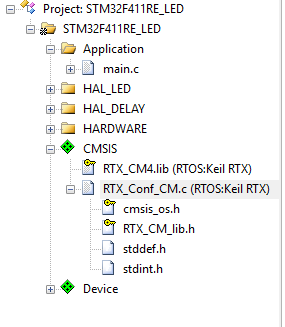 Project: STM32F411RE_LED
STM32F411RE_LED
Application
main.c
HAL_LED
HAL_DELAY
HARDWARE
CMSIS
RTX_CM4.lib (RTOS:Keil RTX)
RTX_Conf_CM.c (RTOS:Keil RTX)
cmsis_os.h
RTX_CM_lib.h
stddef.h
stdint.h
Device